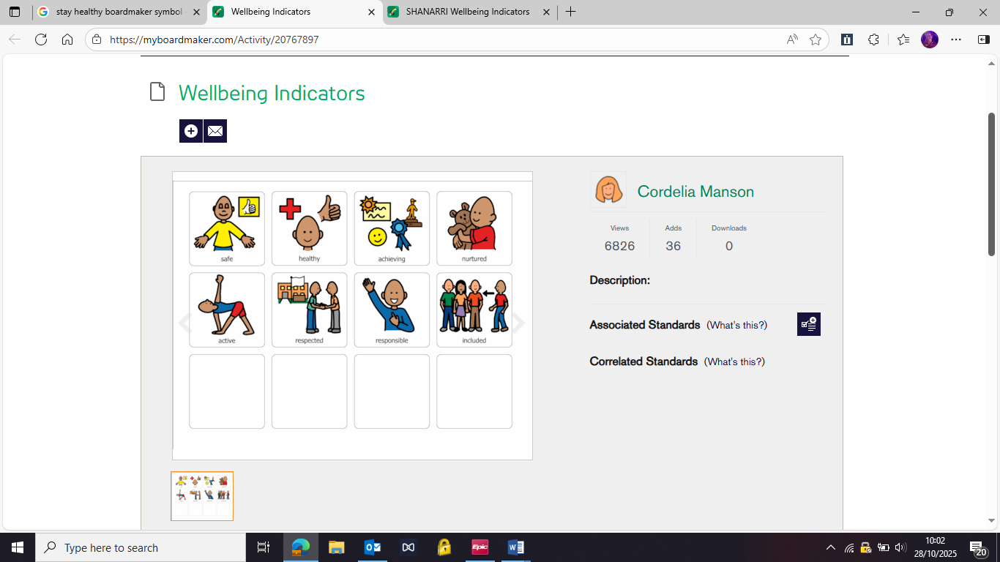 stay healthy boardmaker symbol
Wellbeing Indicators
SHANARRI Wellbeing Indicators
https://myboardmaker.com/Activity/20767897
Wellbeing Indicators
safe
healthy
achieving
nurtured
active
respected
responsible
included
Cordelia Manson
Views
Adds
Downloads
6826
36
0
Description:
Associated Standards (What's this?)
Correlated Standards (What's this?)
Type here to search
Epic
10:02
28/10/2025
20